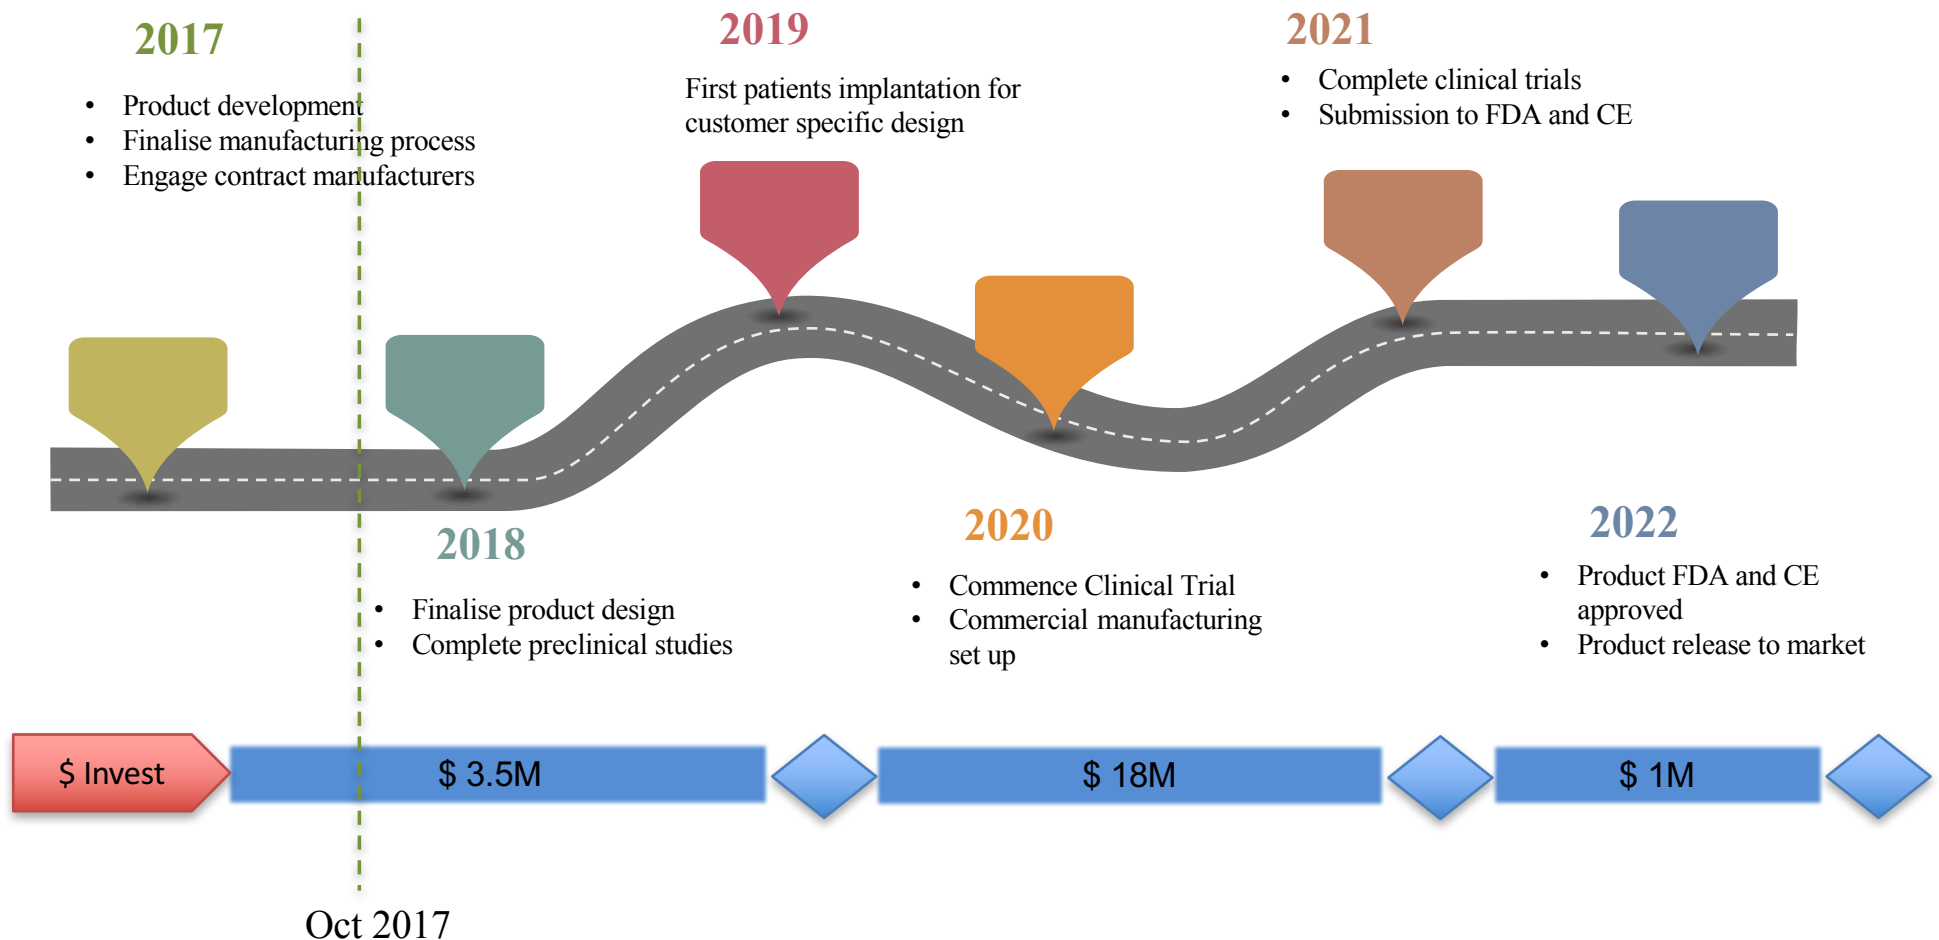 2017
• Product development
• Finalise manufacturing process
• Engage contract manufacturers
2019
First patients implantation for
customer specific design
2021
• Complete clinical trials
• Submission to FDA and CE
2018
• Finalise product design
• Complete preclinical studies
2020
• Commence Clinical Trial
• Commercial manufacturing
set up
2022
• Product FDA and CE
approved
• Product release to market
$ Invest
$ 3.5M
$ 18M
$ 1M
Oct 2017